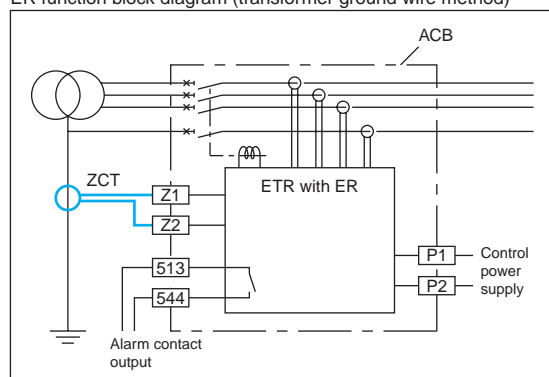 ER function block diagram (transformer ground wire method)
ACB
ZCT
Z1
Z2
ETR with ER
513
544
P1
P2
Control
power
supply
Alarm contact
output